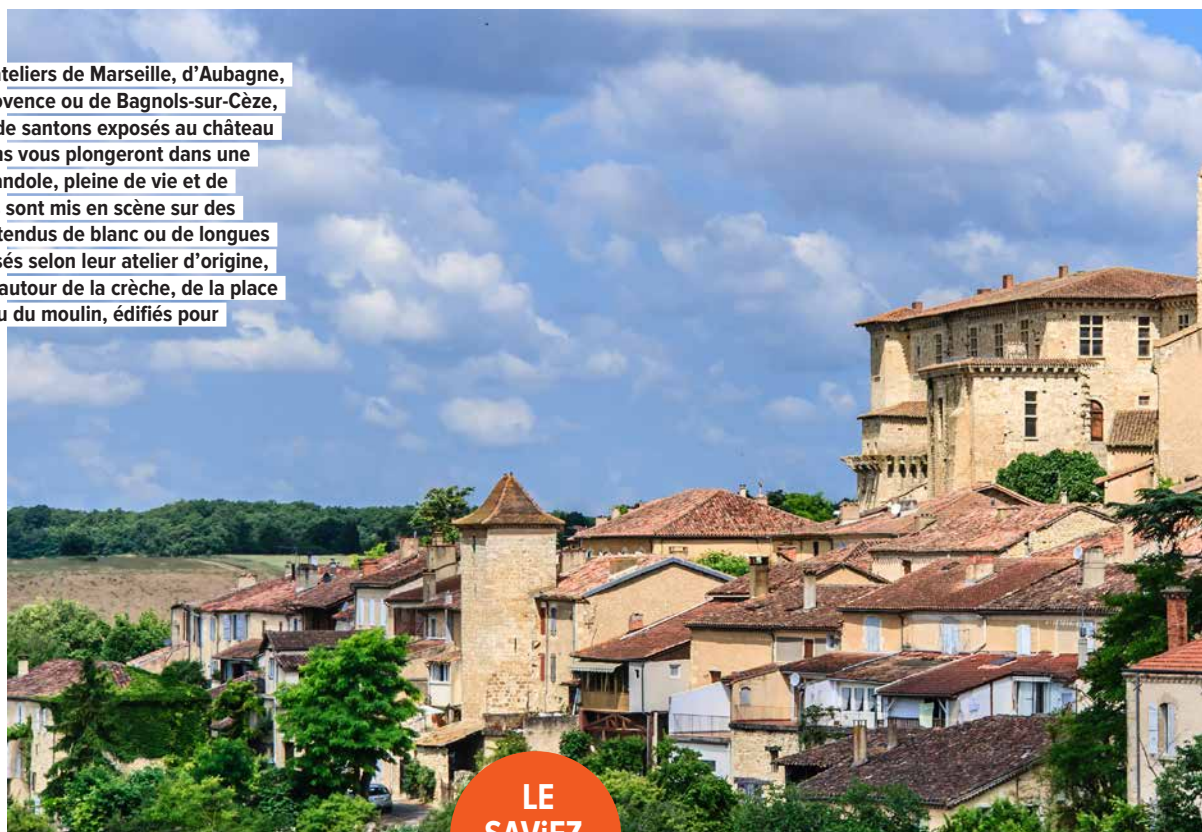 ateliers de Marseille, d'Aubagne,
ovence ou de Bagnols-sur-Cèze,
de santons exposés au château
ns vous plongeront dans une
andole, pleine de vie et de
sont mis en scène sur des
tendus de blanc ou de longues
sés selon leur atelier d'origine,
autour de la crèche, de la place
u du moulin, édifiés pour
LE
SAViEZ